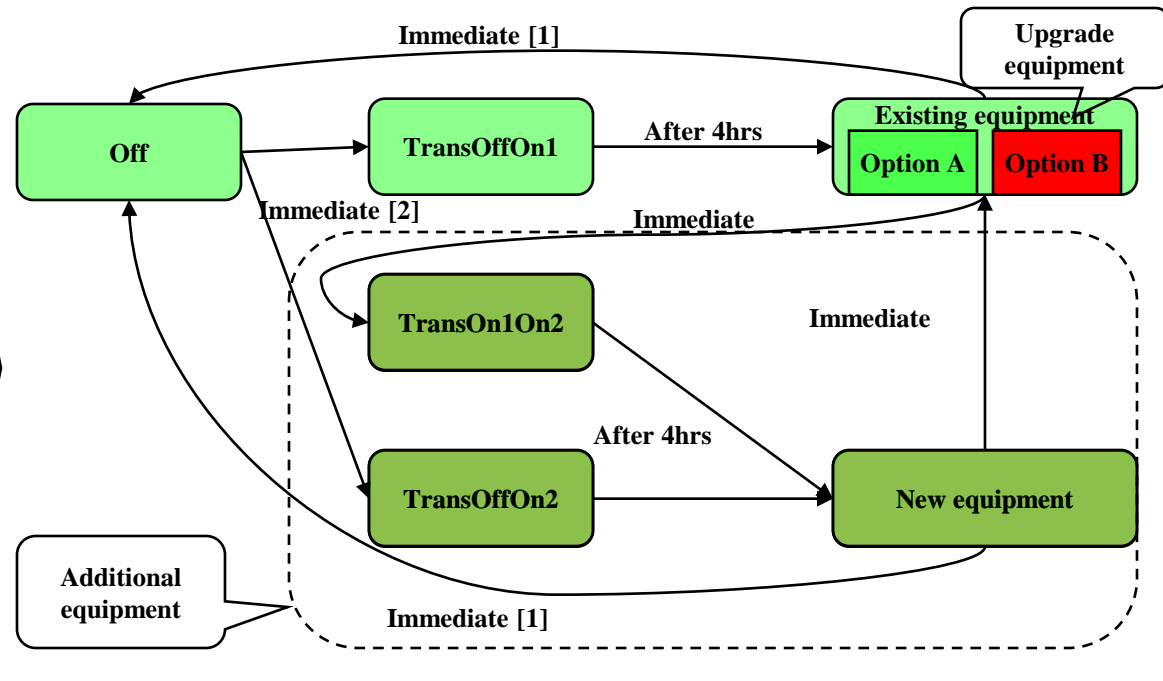 Immediate [1]
Upgrade
equipment
Off
TransOffOn1
After 4hrs
Existing equipment
Option A
Option B
Immediate [2]
Immediate
TransOn1On2
Immediate
After 4hrs
TransOffOn2
New equipment
Additional
equipment
Immediate [1]